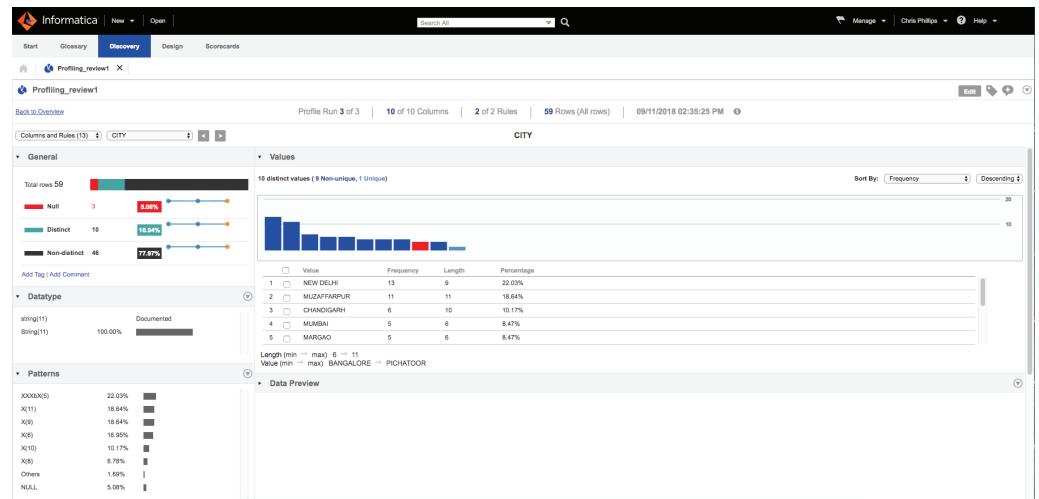 Informatica New Open Search All Manage Chris Phillips Help
Start Glossary Discovery Design Scorecards
Profiling_review1 X
Profiling_review1 Edit
Back to Overview Profile Run 3 of 3 10 of 10 Columns 2 of 2 Rules 59 Rows (All rows) 09/11/2018 02:35:25 PM
Columns and Rules (13) CITY < > CITY
General
Total rows 59
Null 3 5.08%
Distinct 10 16.94%
Non-distinct 46 77.97%
Add Tag | Add Comment
Datatype
string(11) Documented
String(11) 100.00%
Patterns
XXXbX(5) 22.03%
X(11) 18.64%
X(9) 18.64%
X(6) 16.95%
X(10) 10.17%
X(8) 6.78%
Others 1.69%
NULL 5.08%
Values
10 distinct values ( 9 Non-unique, 1 Unique) Sort By: Frequency Descending
20
10
Value Frequency Length Percentage
1 NEW DELHI 13 9 22.03%
2 MUZAFFARPUR 11 11 18.64%
3 CHANDIGARH 6 10 10.17%
4 MUMBAI 5 6 8.47%
5 MARGAO 5 6 8.47%
Length (min → max) 6 → 11
Value (min → max) BANGALORE → PICHATOOR
Data Preview